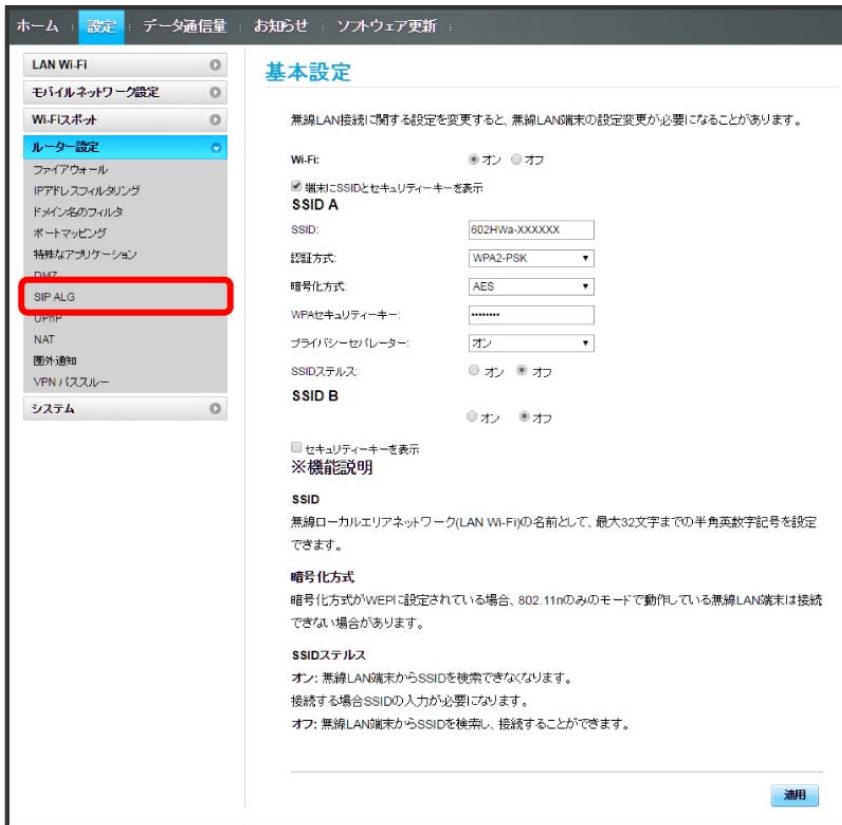 ホーム 設定 データ通信量 お知らせ ソフトウェア更新
LAN Wi-Fi
モバイルネットワーク設定
Wi-Fiスポット
ルーター設定
ファイアウォール
IPアドレスフィルタリング
ドメイン名のフィルタ
ポートマッピング
特殊なアプリケーション
DMZ
SIP ALG
UPnP
NAT
圏外通知
VPN パススルー
システム
基本設定
無線LAN接続に関する設定を変更すると、無線LAN端末の設定変更が必要になることがあります。
Wi-Fi: オン オフ
端末にSSIDとセキュリティーキーを表示
SSID A
SSID: 602HWa-XXXXXX
認証方式: WPA2-PSK
暗号化方式: AES
WPAセキュリティーキー: ••••••••
プライバシーセパレーター: オン
SSIDステルス: オン オフ
SSID B
オン オフ
セキュリティーキーを表示
※機能説明
SSID
無線ローカルエリアネットワーク(LAN Wi-Fi)の名前として、最大32文字までの半角英数字記号を設定
できます。
暗号化方式
暗号化方式がWEPに設定されている場合、802.11nのみのモードで動作している無線LAN端末は接続
できない場合があります。
SSIDステルス
オン: 無線LAN端末からSSIDを検索できなくなります。
接続する場合SSIDの入力が必要になります。
オフ: 無線LAN端末からSSIDを検索し、接続することができます。
適用